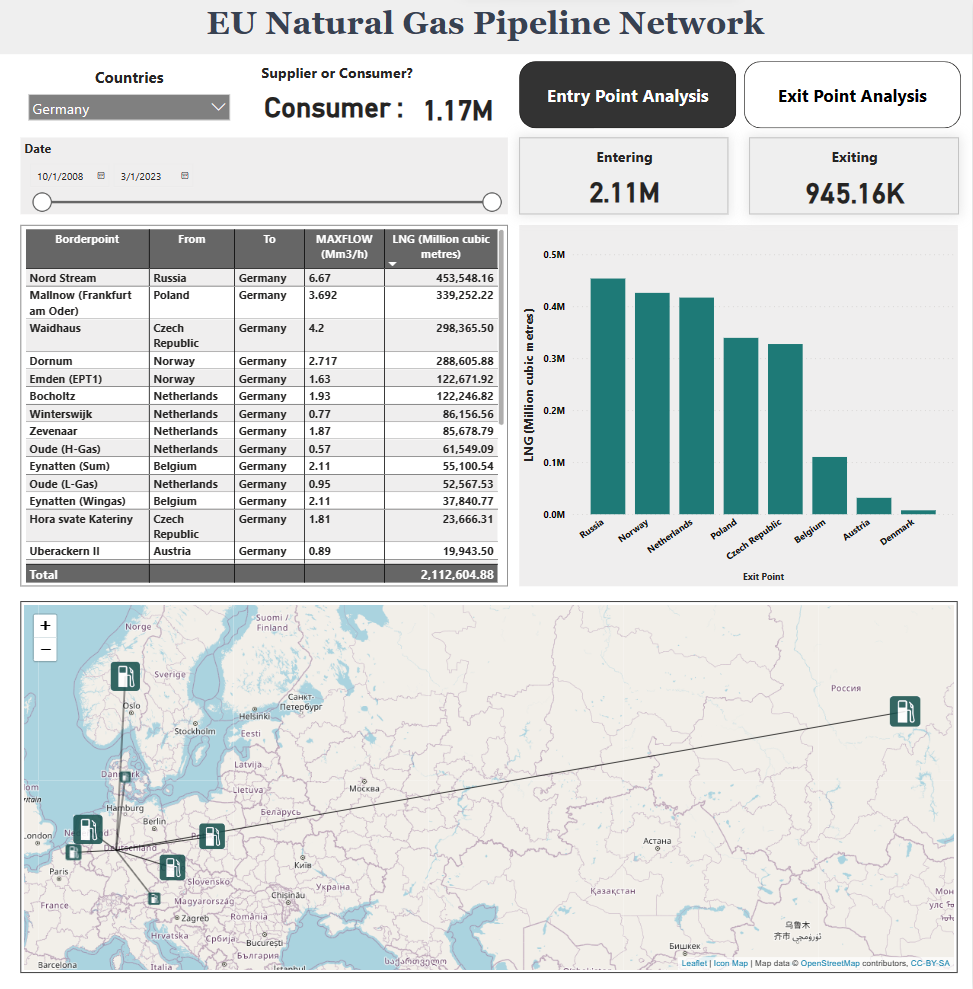 EU Natural Gas Pipeline Network
Countries
Germany
Supplier or Consumer?
Consumer : 1.17M
Entry Point Analysis
Exit Point Analysis
Date
10/1/2008 3/1/2023
Entering
2.11M
Exiting
945.16K
Borderpoint From To MAXFLOW (Mm3/h) LNG (Million cubic metres)
Nord Stream Russia Germany 6.67 453,548.16
Mallnow (Frankfurt am Oder) Poland Germany 3.692 339,252.22
Waidhaus Czech Republic Germany 4.2 298,365.50
Dornum Norway Germany 2.717 288,605.88
Emden (EPT1) Norway Germany 1.63 122,671.92
Bocholtz Netherlands Germany 1.93 122,246.82
Winterswijk Netherlands Germany 0.77 86,156.56
Zevenaar Netherlands Germany 1.87 85,678.79
Oude (H-Gas) Netherlands Germany 0.57 61,549.09
Eynatten (Sum) Belgium Germany 2.11 55,100.54
Oude (L-Gas) Netherlands Germany 0.95 52,567.53
Eynatten (Wingas) Belgium Germany 2.11 37,840.77
Hora svate Kateriny Czech Republic Germany 1.81 23,666.31
Uberackern II Austria Germany 0.89 19,943.50
Total 2,112,604.88
LNG (Million cubic metres)
0.5M
0.4M
0.3M
0.2M
0.1M
0.0M
Russia
Norway
Netherlands
Poland
Czech Republic
Belgium
Austria
Denmark
Exit Point
+
−
Norge
Suomi /
Finland
Sverige
Oslo
Санкт-
Петербург
Helsinki
Stockholm
Eesti
Россия
Latvija
Lietuva
Москва
Hamburg
Беларусь
Berlin
London
Астана
Paris
Київ
Slovensko
Україна
Қазақстан
France
Magyarország
Chișinău
Zagreb
România
Hrvatska
Србија
București
България
Barcelona
Italia
İstanbul
საქართველო
Бишкек
乌鲁木
齐市 ئۈرۈمچى
Leaflet | Icon Map | Map data © OpenStreetMap contributors, CC-BY-SA